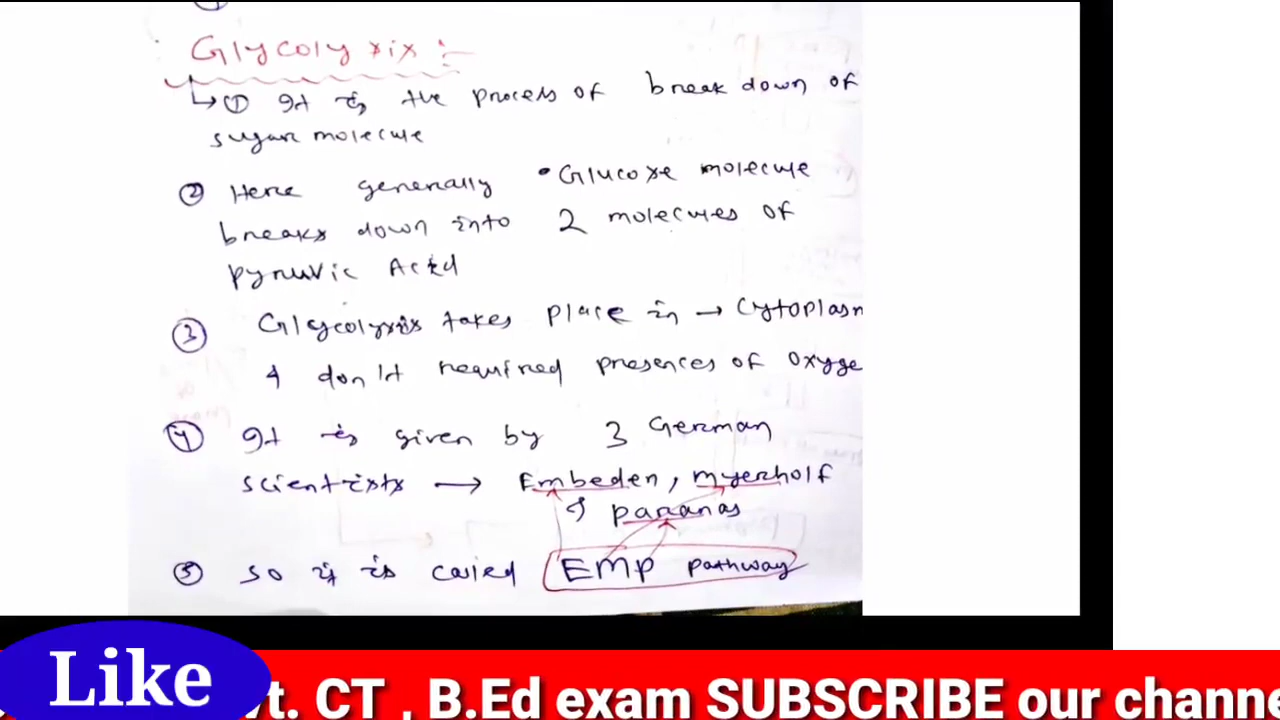 Glycolysis :-
↳ ① It is the process of break down of
sugar molecule
② Here generally • Glucose molecule
breaks down into 2 molecules of
pyruvic Acid
③ Glycolysis takes place in → Cytoplasm
& don't required presences of oxyge
④ It is given by 3 German
scientists → Embeden, myerholf
& paranas
⑤ so it is called EMP pathway
Like
vt. CT , B.Ed exam SUBSCRIBE our channe